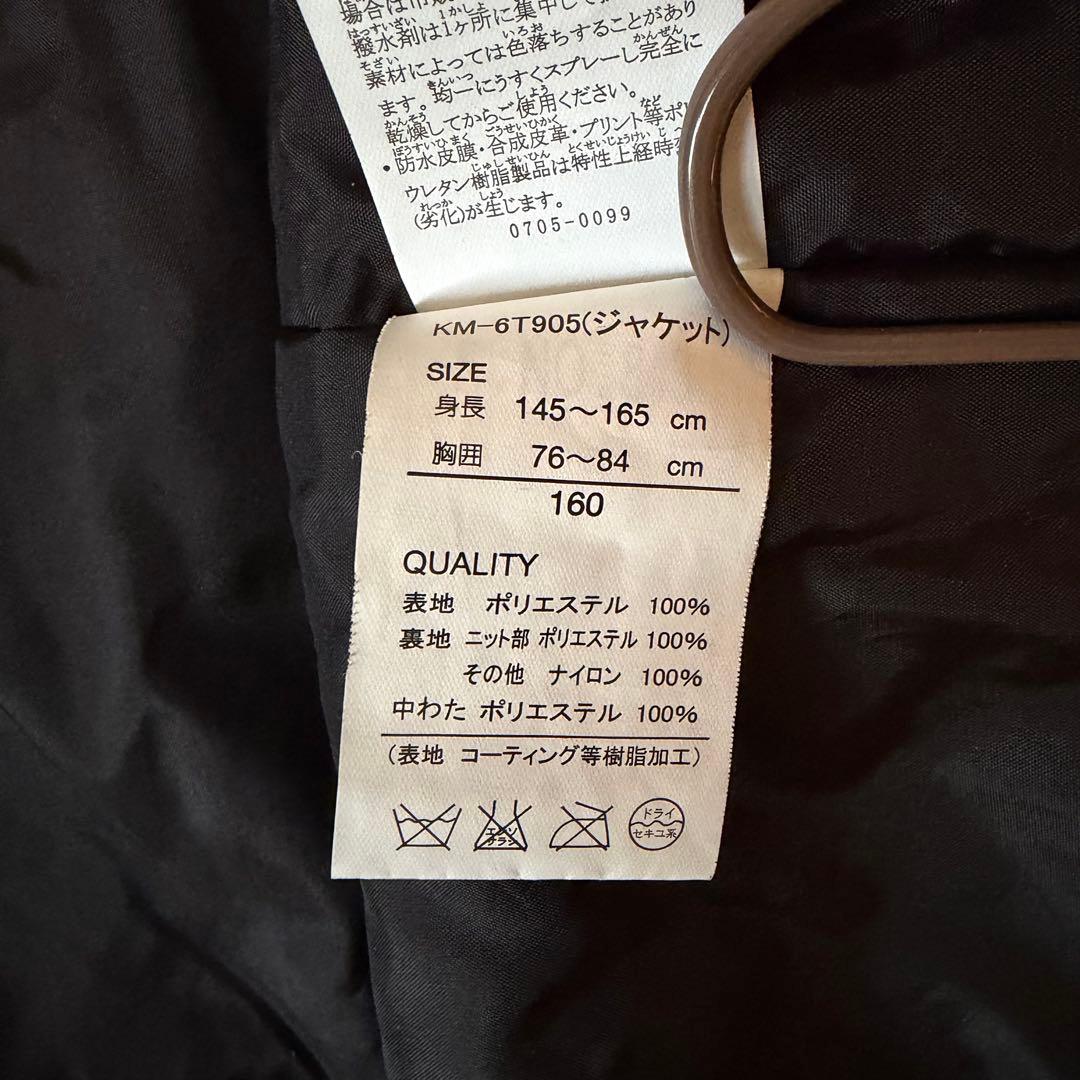 場合は市販
撥水剤は1ヶ所に集中して
素材によっては色落ちすることがあり
ます。均一にうすくスプレーし完全に
乾燥してからご使用ください。
・防水皮膜・合成皮革・プリント等ポリ
ウレタン樹脂製品は特性上経時
(劣化)が生じます。
0705-0099
KM-6T905(ジャケット)
SIZE
身長 145～165 cm
胸囲 76～84 cm
160
QUALITY
表地 ポリエステル 100%
裏地 ニット部 ポリエステル 100%
その他 ナイロン 100%
中わた ポリエステル 100%
(表地 コーティング等樹脂加工)
エンソ
サラシ
ドライ
セキユ系